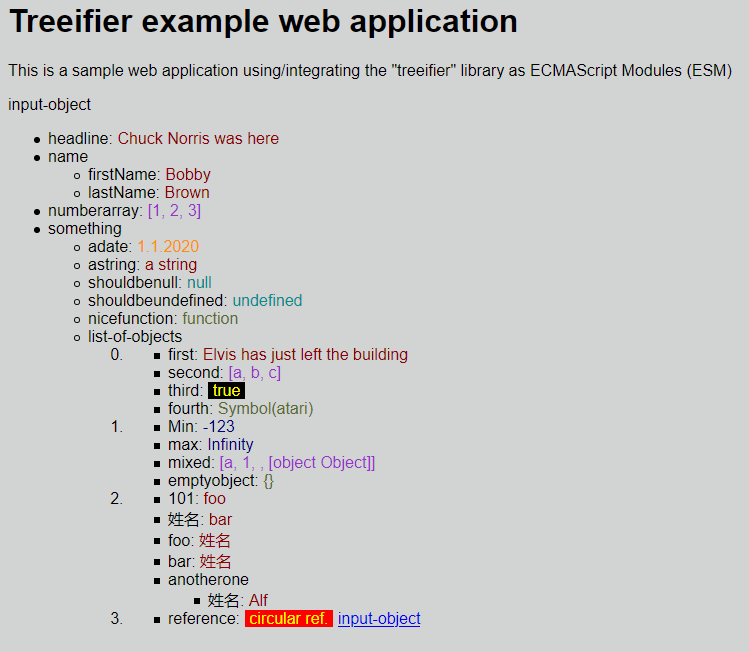 Treeifier example web application
This is a sample web application using/integrating the "treeifier" library as ECMAScript Modules (ESM)
input-object
headline: Chuck Norris was here
name
firstName: Bobby
lastName: Brown
numberarray: [1, 2, 3]
something
adate: 1.1.2020
astring: a string
shouldbenull: null
shouldbeundefined: undefined
nicefunction: function
list-of-objects
0. first: Elvis has just left the building
second: [a, b, c]
third: true
fourth: Symbol(atari)
1. Min: -123
max: Infinity
mixed: [a, 1, , [object Object]]
emptyobject: {}
2. 101: foo
姓名: bar
foo: 姓名
bar: 姓名
anotherone
姓名: Alf
3. reference: circular ref. input-object